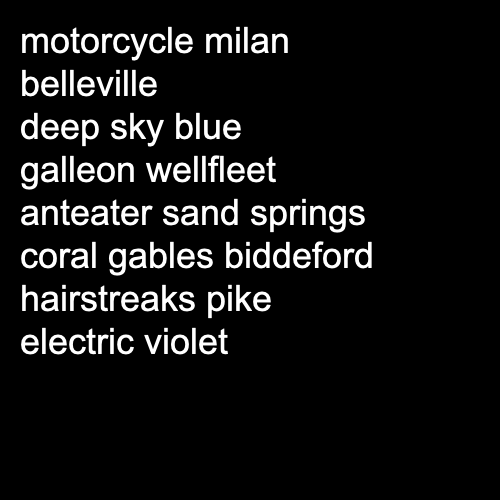 motorcycle milan
belleville
deep sky blue
galleon wellfleet
anteater sand springs
coral gables biddeford
hairstreaks pike
electric violet